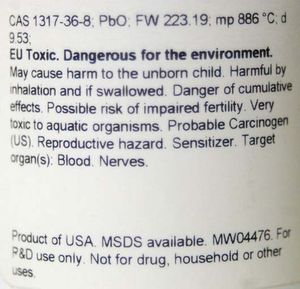 CAS 1317-36-8; PbO; FW 223.19; mp 886 °C; d
9.53;
EU Toxic. Dangerous for the environment.
May cause harm to the unborn child. Harmful by
inhalation and if swallowed. Danger of cumulative
effects. Possible risk of impaired fertility. Very
toxic to aquatic organisms. Probable Carcinogen
(US). Reproductive hazard. Sensitizer. Target
organ(s): Blood. Nerves.
Product of USA. MSDS available. MW04476. For
P&D use only. Not for drug, household or other
uses.